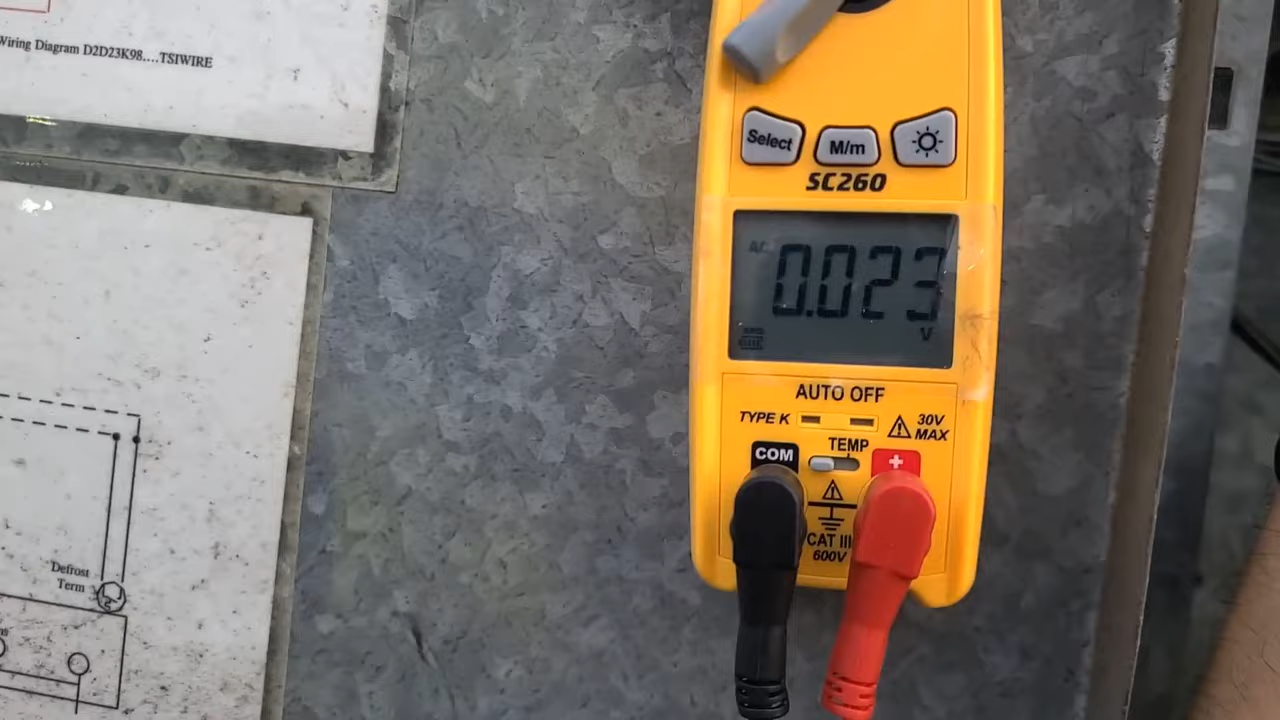 Wiring Diagram D2D23K98....TSIWIRE
Select
M/m
SC260
AC
0.023
V
AUTO OFF
TYPE K
30V
MAX
TEMP
COM
+
CAT III
600V
Defrost
Term